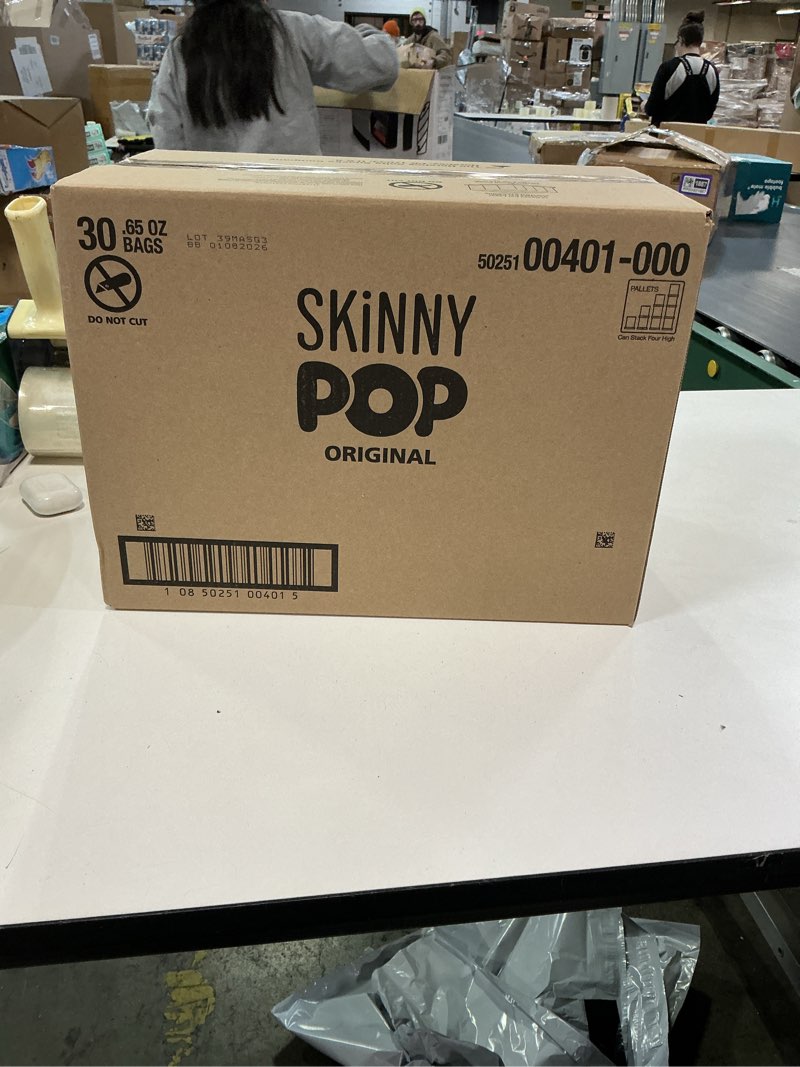 30 .65 OZ
BAGS
LOT 39MASG3
BB 01082026
DO NOT CUT
50251 00401-000
PALLETS
Can Stack Four High
SKiNNY
POP
ORIGINAL
1 08 50251 00401 5